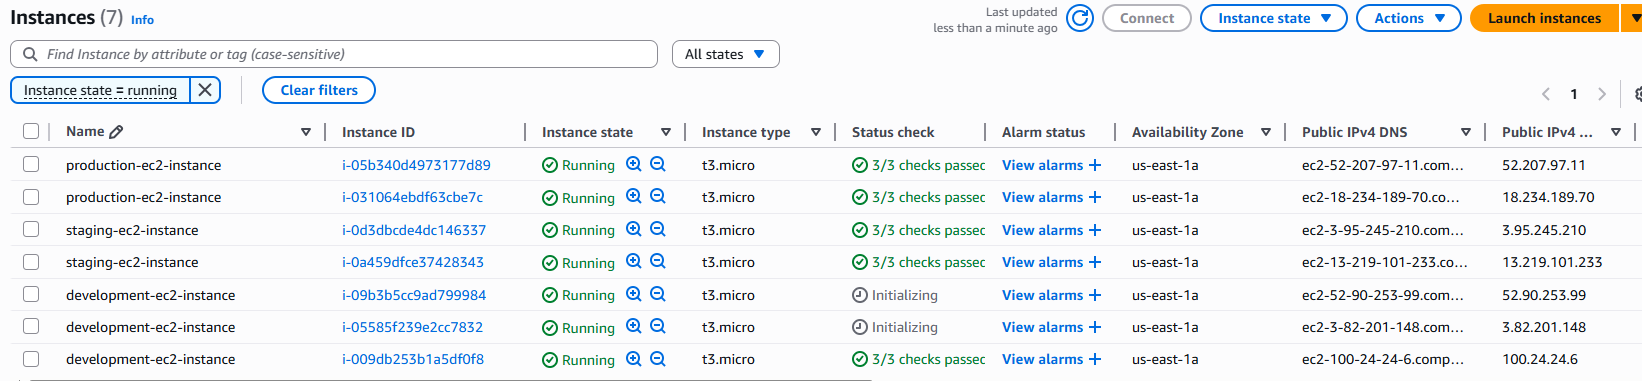 Instances (7) Info
Last updated
less than a minute ago
Connect
Instance state
Actions
Launch instances
Find Instance by attribute or tag (case-sensitive)
All states
Instance state = running
Clear filters
1
Name Instance ID Instance state Instance type Status check Alarm status Availability Zone Public IPv4 DNS Public IPv4 ...
production-ec2-instance i-05b340d4973177d89 Running t3.micro 3/3 checks passec View alarms + us-east-1a ec2-52-207-97-11.com... 52.207.97.11
production-ec2-instance i-031064ebdf63cbe7c Running t3.micro 3/3 checks passec View alarms + us-east-1a ec2-18-234-189-70.co... 18.234.189.70
staging-ec2-instance i-0d3dbcde4dc146337 Running t3.micro 3/3 checks passec View alarms + us-east-1a ec2-3-95-245-210.com... 3.95.245.210
staging-ec2-instance i-0a459dfce37428343 Running t3.micro 3/3 checks passec View alarms + us-east-1a ec2-13-219-101-233.co... 13.219.101.233
development-ec2-instance i-09b3b5cc9ad799984 Running t3.micro Initializing View alarms + us-east-1a ec2-52-90-253-99.com... 52.90.253.99
development-ec2-instance i-05585f239e2cc7832 Running t3.micro Initializing View alarms + us-east-1a ec2-3-82-201-148.com... 3.82.201.148
development-ec2-instance i-009db253b1a5df0f8 Running t3.micro 3/3 checks passec View alarms + us-east-1a ec2-100-24-24-6.comp... 100.24.24.6